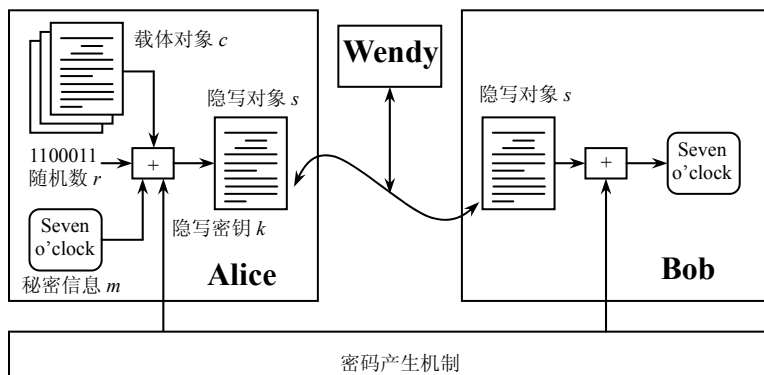 载体对象 c
Wendy
隐写对象 s
隐写对象 s
1100011
随机数 r
+
+
Seven
o’clock
隐写密钥 k
Seven
o’clock
秘密信息 m
Alice
Bob
密码产生机制